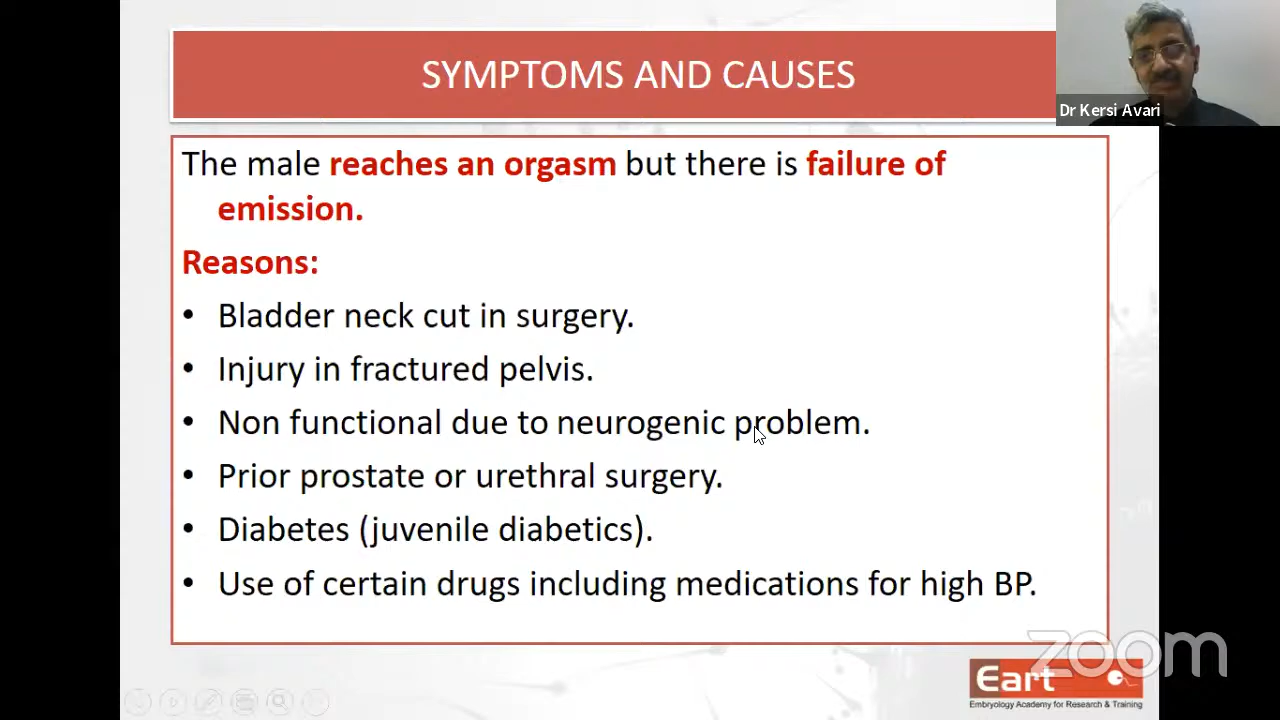 SYMPTOMS AND CAUSES
Dr Kersi Avari
The male reaches an orgasm but there is failure of
emission.
Reasons:
• Bladder neck cut in surgery.
• Injury in fractured pelvis.
• Non functional due to neurogenic problem.
• Prior prostate or urethral surgery.
• Diabetes (juvenile diabetics).
• Use of certain drugs including medications for high BP.
zoom
Eart
Embryology Academy for Research & Training